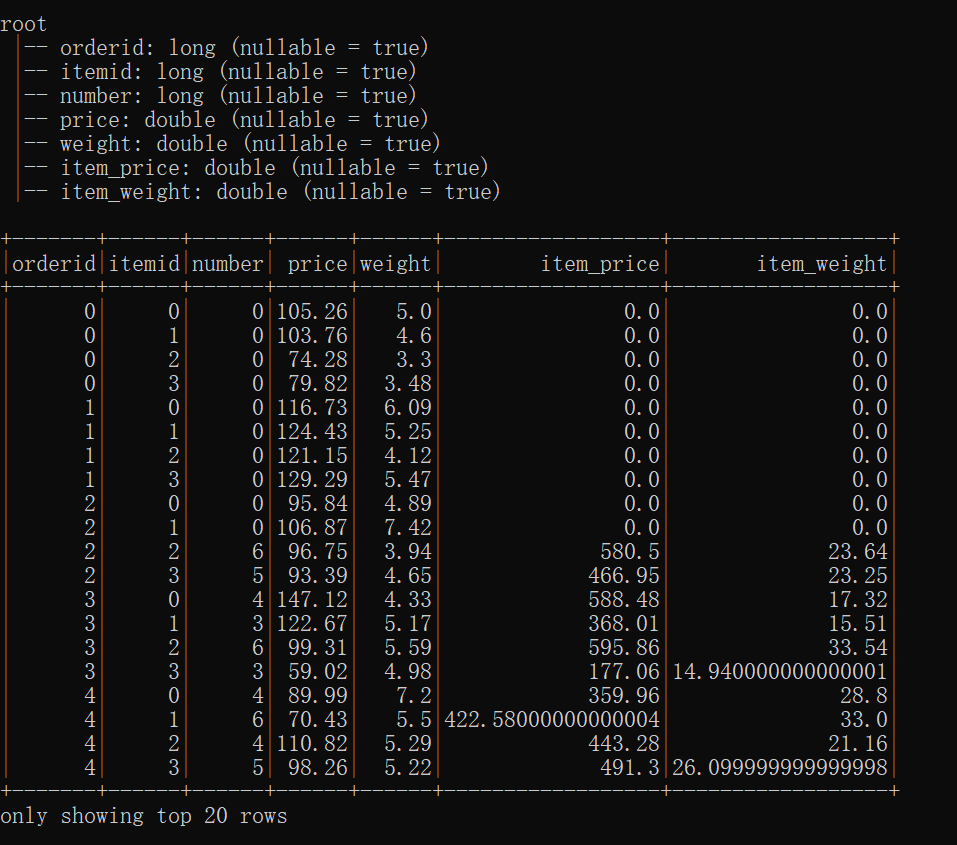 root
 |-- orderid: long (nullable = true)
 |-- itemid: long (nullable = true)
 |-- number: long (nullable = true)
 |-- price: double (nullable = true)
 |-- weight: double (nullable = true)
 |-- item_price: double (nullable = true)
 |-- item_weight: double (nullable = true)

+-------+------+------+------+------+------------------+------------------+
|orderid|itemid|number| price|weight|        item_price|       item_weight|
+-------+------+------+------+------+------------------+------------------+
|      0|     0|     0|105.26|   5.0|               0.0|               0.0|
|      0|     1|     0|103.76|   4.6|               0.0|               0.0|
|      0|     2|     0| 74.28|   3.3|               0.0|               0.0|
|      0|     3|     0| 79.82|  3.48|               0.0|               0.0|
|      1|     0|     0|116.73|  6.09|               0.0|               0.0|
|      1|     1|     0|124.43|  5.25|               0.0|               0.0|
|      1|     2|     0|121.15|  4.12|               0.0|               0.0|
|      1|     3|     0|129.29|  5.47|               0.0|               0.0|
|      2|     0|     0| 95.84|  4.89|               0.0|               0.0|
|      2|     1|     0|106.87|  7.42|               0.0|               0.0|
|      2|     2|     6| 96.75|  3.94|             580.5|             23.64|
|      2|     3|     5| 93.39|  4.65|            466.95|             23.25|
|      3|     0|     4|147.12|  4.33|            588.48|             17.32|
|      3|     1|     3|122.67|  5.17|            368.01|             15.51|
|      3|     2|     6| 99.31|  5.59|            595.86|             33.54|
|      3|     3|     3| 59.02|  4.98|            177.06|14.940000000000001|
|      4|     0|     4| 89.99|   7.2|            359.96|              28.8|
|      4|     1|     6| 70.43|   5.5|422.58000000000004|              33.0|
|      4|     2|     4|110.82|  5.29|            443.28|             21.16|
|      4|     3|     5| 98.26|  5.22|             491.3|26.099999999999998|
+-------+------+------+------+------+------------------+------------------+
only showing top 20 rows